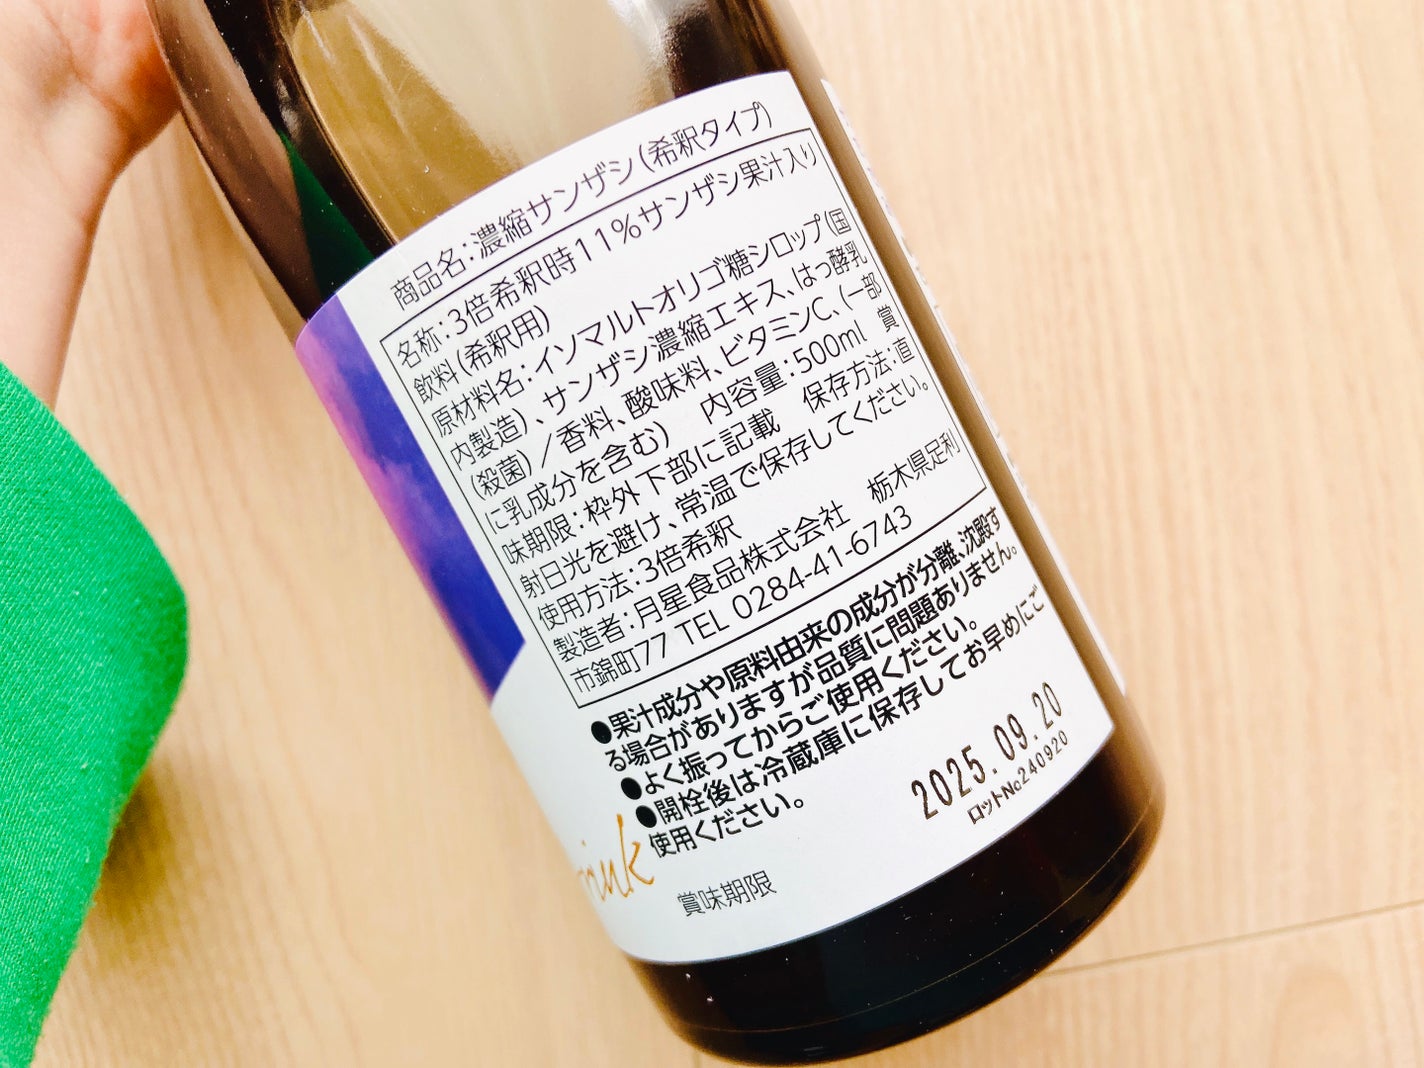 商品名：濃縮サンザシ（希釈タイプ）
名称：3倍希釈時11％サンザシ果汁入り
飲料（希釈用）
原材料名：イソマルトオリゴ糖シロップ（国
内製造）、サンザシ濃縮エキス、はっ酵乳
（殺菌）／香料、酸味料、ビタミンC、（一部
に乳成分を含む） 内容量：500ml 賞
味期限：枠外下部に記載 保存方法：直
射日光を避け、常温で保存してください。
使用方法：3倍希釈
製造者：月星食品株式会社 栃木県足利
市錦町77 TEL 0284-41-6743
●果汁成分や原料由来の成分が分離、沈殿す
る場合がありますが品質に問題ありません。
●よく振ってからご使用ください。
●開栓後は冷蔵庫に保存してお早めにご
使用ください。
賞味期限
2025.09.20
ロットNo240920